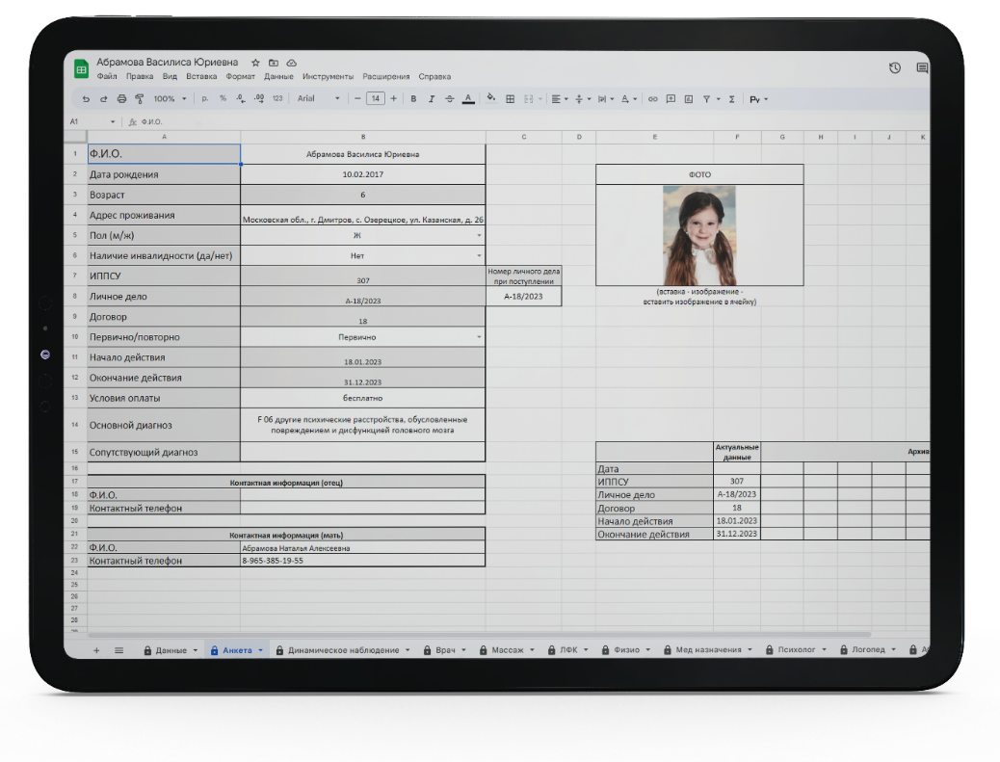 Абрамова Василиса Юриевна
Файл Правка Вид Вставка Формат Данные Инструменты Расширения Справка
100% р. % .0 .00 123 Arial 14 B I A Σ Py
A1 fx Ф.И.О.
A B C D E F G H I J K
1 Ф.И.О. Абрамова Василиса Юриевна
2 Дата рождения 10.02.2017 ФОТО
3 Возраст 6
4 Адрес проживания Московская обл., г. Дмитров, с. Озерецкое, ул. Казанская, д. 26
5 Пол (м/ж) Ж
6 Наличие инвалидности (да/нет) Нет
7 ИППСУ 307 Номер личного дела
при поступлении
8 Личное дело А-18/2023 А-18/2023
(вставка - изображение -
вставить изображение в ячейку)
9 Договор 18
10 Первично/повторно Первично
11 Начало действия 18.01.2023
12 Окончание действия 31.12.2023
13 Условия оплаты бесплатно
14 Основной диагноз F 06 другие психические расстройства, обусловленные
повреждением и дисфункцией головного мозга
15 Сопутствующий диагноз Актуальные
данные Архив
16 Дата
17 Контактная информация (отец) ИППСУ 307
18 Ф.И.О. Личное дело А-18/2023
19 Контактный телефон Договор 18
20 Начало действия 18.01.2023
21 Контактная информация (мать) Окончание действия 31.12.2023
22 Ф.И.О. Абрамова Наталья Алексеевна
23 Контактный телефон 8-965-385-19-55
24
25
26
27
28
+ Данные Анкета Динамическое наблюдение Врач Массаж ЛФК Физио Мед назначения Психолог Логопед